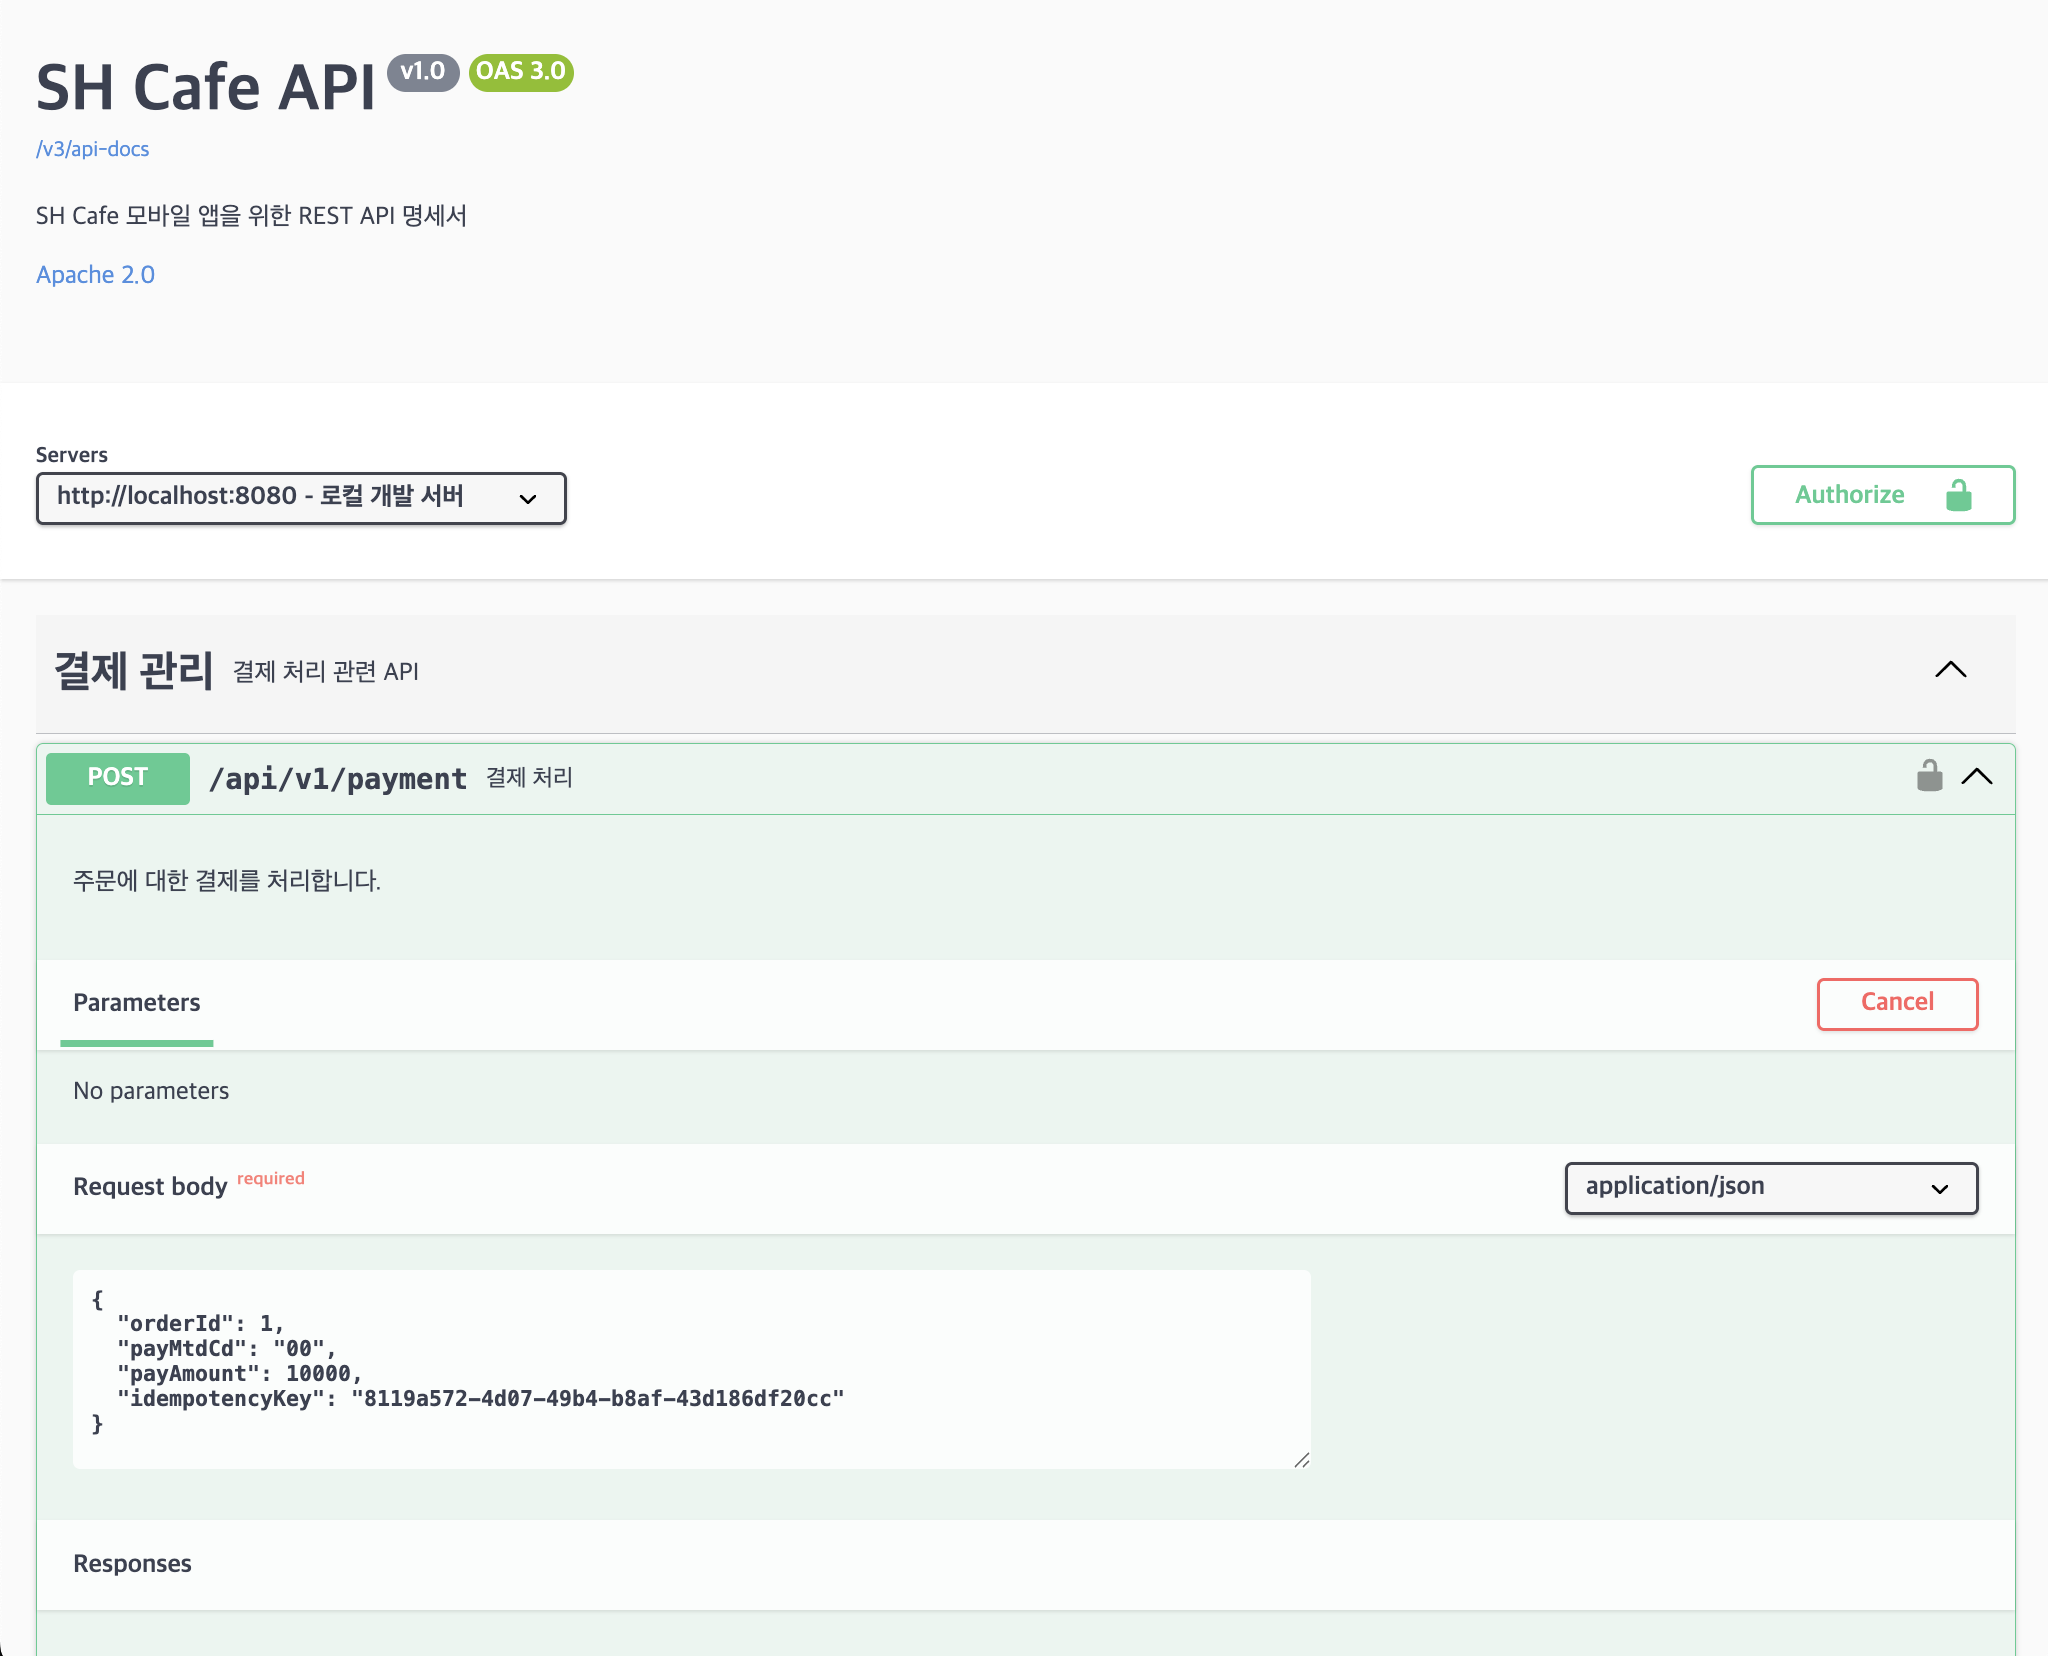 SH Cafe API v1.0 OAS 3.0
/v3/api-docs
SH Cafe 모바일 앱을 위한 REST API 명세서
Apache 2.0
Servers
http://localhost:8080 - 로컬 개발 서버
Authorize
결제 관리 결제 처리 관련 API
POST /api/v1/payment 결제 처리
주문에 대한 결제를 처리합니다.
Parameters
Cancel
No parameters
Request body required
application/json
{
  "orderId": 1,
  "payMtdCd": "00",
  "payAmount": 10000,
  "idempotencyKey": "8119a572-4d07-49b4-b8af-43d186df20cc"
}
Responses